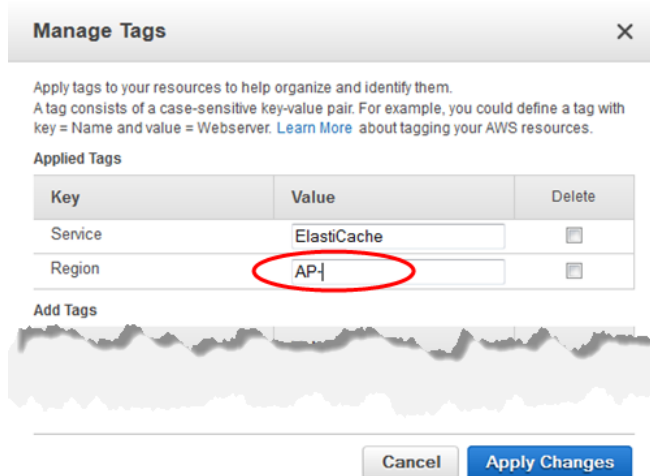 Manage Tags
Apply tags to your resources to help organize and identify them.
A tag consists of a case-sensitive key-value pair. For example, you could define a tag with
key = Name and value = Webserver. Learn More about tagging your AWS resources.
Applied Tags
Key Value Delete
Service ElastiCache
Region AP-
Add Tags
Cancel Apply Changes